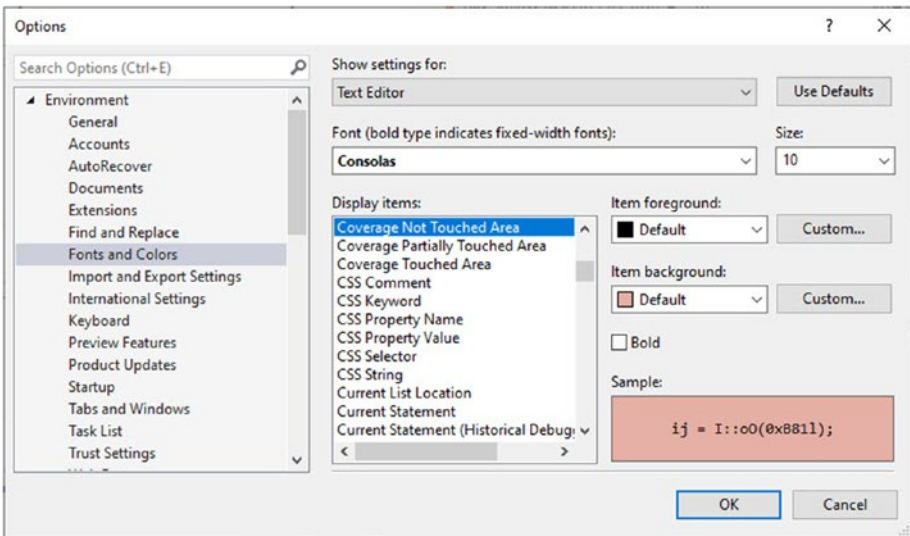 Options
?
Search Options (Ctrl+E)
Environment
General
Accounts
AutoRecover
Documents
Extensions
Find and Replace
Fonts and Colors
Import and Export Settings
International Settings
Keyboard
Preview Features
Product Updates
Startup
Tabs and Windows
Task List
Trust Settings
Show settings for:
Text Editor
Use Defaults
Font (bold type indicates fixed-width fonts):
Size:
Consolas
10
Display items:
Coverage Not Touched Area
Coverage Partially Touched Area
Coverage Touched Area
CSS Comment
CSS Keyword
CSS Property Name
CSS Property Value
CSS Selector
CSS String
Current List Location
Current Statement
Current Statement (Historical Debug
Item foreground:
Default
Custom...
Item background:
Default
Custom...
Bold
Sample:
ij = I::oO(0xB81l);
OK
Cancel